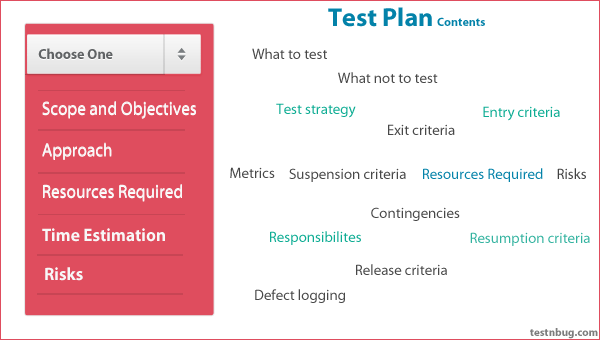 Test Plan Contents
Choose One
Scope and Objectives
Approach
Resources Required
Time Estimation
Risks
What to test
What not to test
Test strategy
Entry criteria
Exit criteria
Metrics Suspension criteria Resources Required Risks
Contingencies
Responsibilites
Resumption criteria
Release criteria
Defect logging
testnbug.com